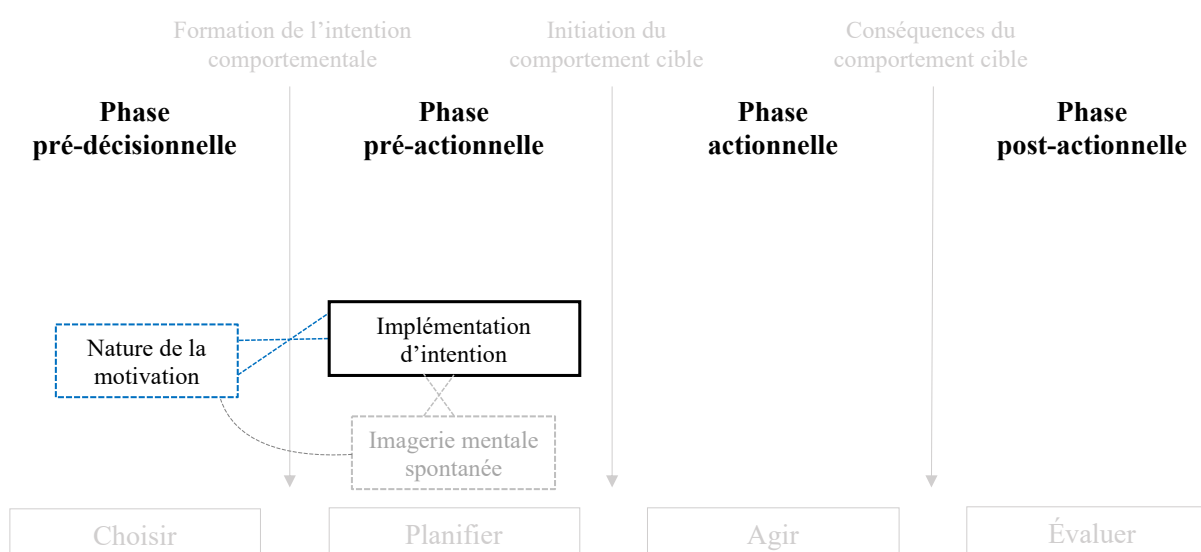 Formation de l’intention
comportementale
Initiation du
comportement cible
Conséquences du
comportement cible
Phase
pré-décisionnelle
Phase
pré-actionnelle
Phase
actionnelle
Phase
post-actionnelle
Nature de la
motivation
Implémentation
d’intention
Imagerie mentale
spontanée
Choisir
Planifier
Agir
Évaluer